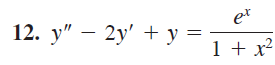 12. y″ − 2y′ + y = eˣ / (1 + x²)